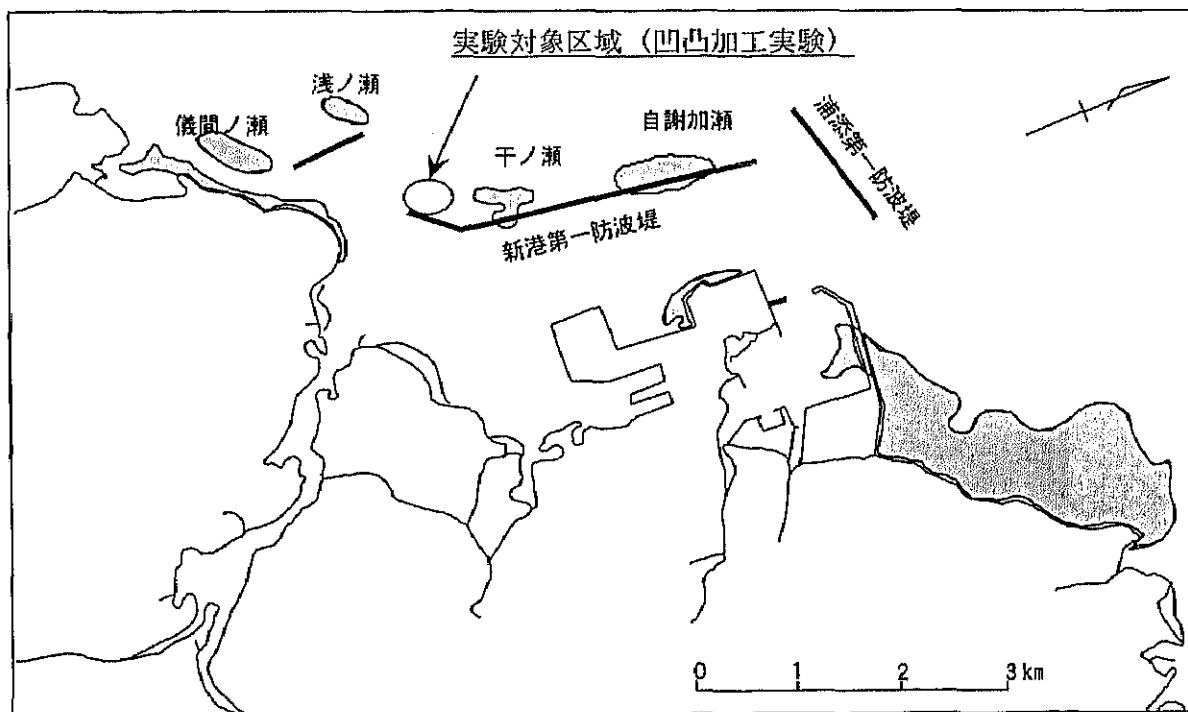 実験対象区域 (凹凸加工実験)
浅ノ瀬
儀間ノ瀬
自謝加瀬
干ノ瀬
浦添第一防波堤
新港第一防波堤
0 1 2 3km